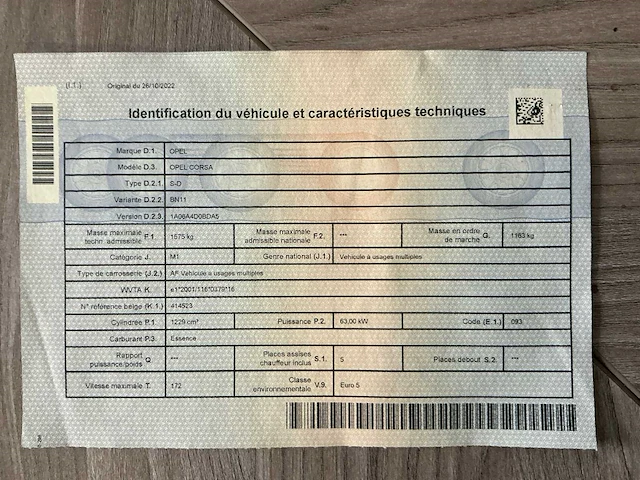 (I.1.) Original du 26/10/2022
Identification du véhicule et caractéristiques techniques
Marque D.1. OPEL
Modèle D.3. OPEL CORSA
Type D.2.1. S-D
Variante D.2.2. BN11
Version D.2.3. 1A06A4D0BDA5
Masse maximale techn. admissible F.1. 1575 kg Masse maximale admissible nationale F.2. *** Masse en ordre de marche G. 1163 kg
Catégorie J. M1 Genre national (J.1.) Véhicule à usages multiples
Type de carrosserie (J.2.) AF Véhicule à usages multiples
WVTA K. e1*2001/116*0379*16
N° référence belge (K.1.) 414523
Cylindrée P.1. 1229 cm³ Puissance P.2. 63,00 kW Code (E.1.) 093
Carburant P.3. Essence
Rapport puissance/poids Q *** Places assises chauffeur inclus S.1. 5 Places debout S.2. ***
Vitesse maximale T. 172 Classe environnementale V.9. Euro 5